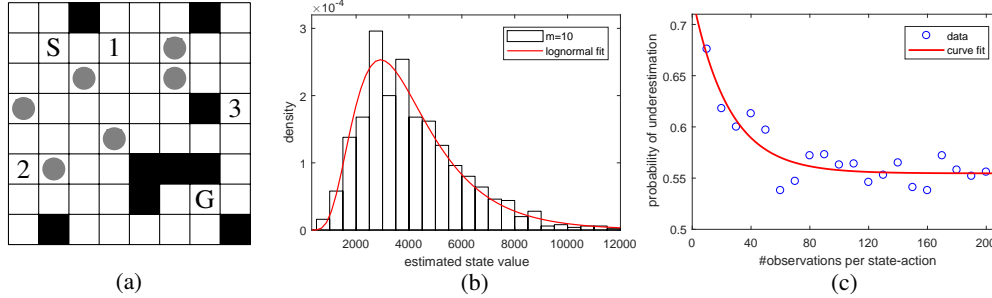 S 1
3
2
G
(a)
×10-4
3
2
1
0
density
m=10
lognormal fit
2000 4000 6000 8000 10000 12000
estimated state value
(b)
0.7
0.65
0.6
0.55
0.5
probability of underestimation
data
curve fit
0 40 80 120 160 200
#observations per state-action
(c)